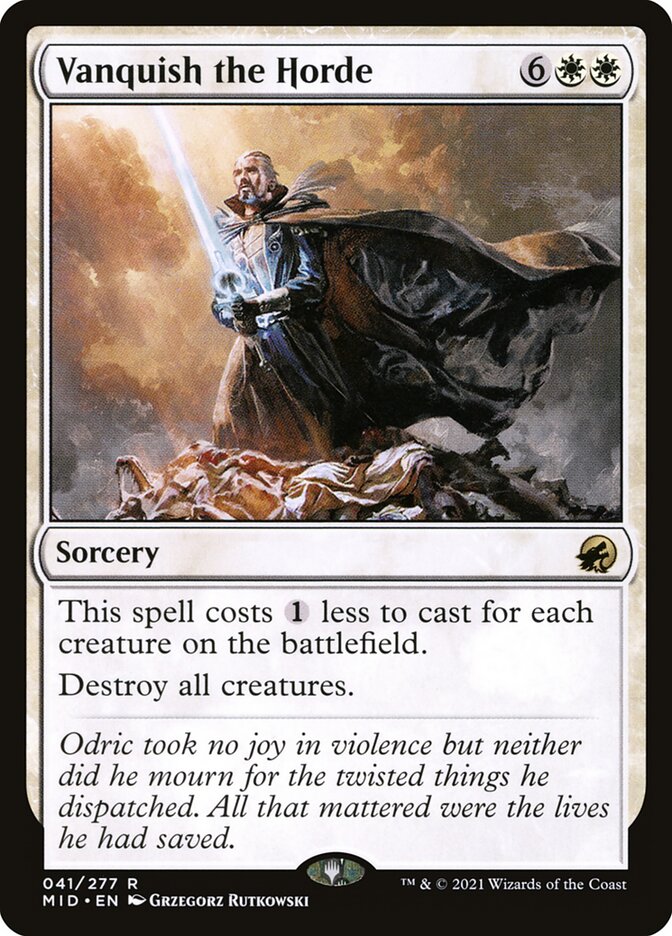 Vanquish the Horde 6
Sorcery
This spell costs 1 less to cast for each
creature on the battlefield.
Destroy all creatures.
Odric took no joy in violence but neither
did he mourn for the twisted things he
dispatched. All that mattered were the lives
he had saved.
041/277 R ™ & © 2021 Wizards of the Coast
MID • EN Grzegorz Rutkowski